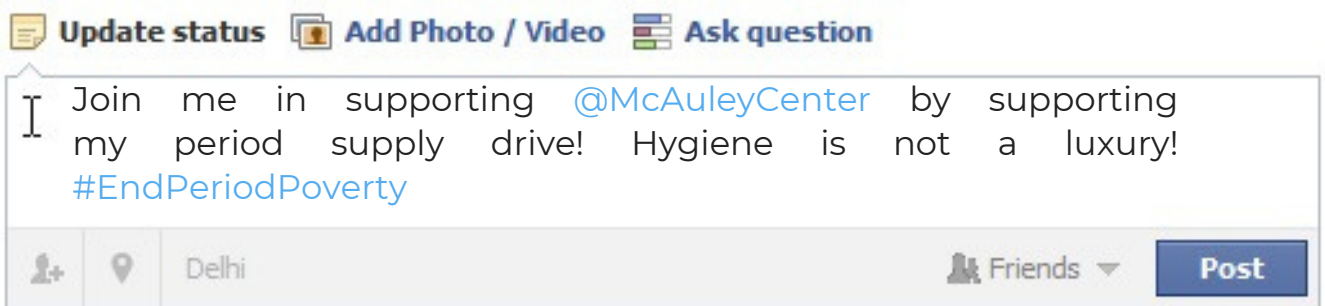 Update status Add Photo / Video Ask question
Join me in supporting @McAuleyCenter by supporting
my period supply drive! Hygiene is not a luxury!
#EndPeriodPoverty
Delhi Friends Post